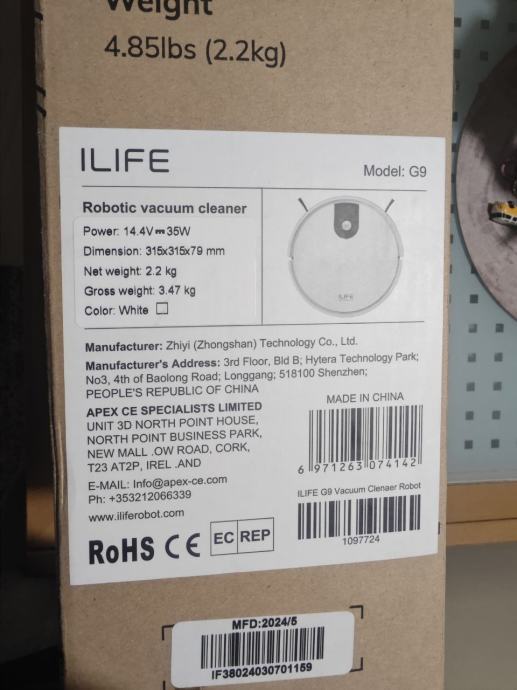 Weight
4.85lbs (2.2kg)
ILIFE
Model: G9
Robotic vacuum cleaner
Power: 14.4V⎓35W
Dimension: 315x315x79 mm
Net weight: 2.2 kg
Gross weight: 3.47 kg
Color: White ☐
ILIFE
Manufacturer: Zhiyi (Zhongshan) Technology Co., Ltd.
Manufacturer's Address: 3rd Floor, Bld B; Hytera Technology Park;
No3, 4th of Baolong Road; Longgang; 518100 Shenzhen;
PEOPLE'S REPUBLIC OF CHINA
APEX CE SPECIALISTS LIMITED
UNIT 3D NORTH POINT HOUSE,
NORTH POINT BUSINESS PARK,
NEW MALL .OW ROAD, CORK,
T23 AT2P, IREL .AND
E-MAIL: Info@apex-ce.com
Ph: +353212066339
www.iliferobot.com
RoHS CE EC REP
MADE IN CHINA
6 971263 074142
ILIFE G9 Vacuum Clenaer Robot
1097724
MFD:2024/5
IF38024030701159